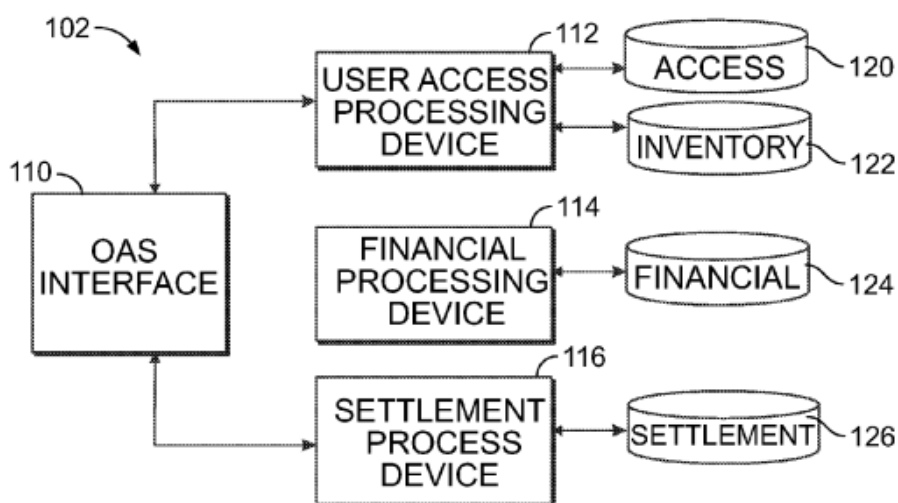 102
112
USER ACCESS
PROCESSING
DEVICE
ACCESS
120
INVENTORY
122
110
OAS
INTERFACE
114
FINANCIAL
PROCESSING
DEVICE
FINANCIAL
124
116
SETTLEMENT
PROCESS
DEVICE
SETTLEMENT
126